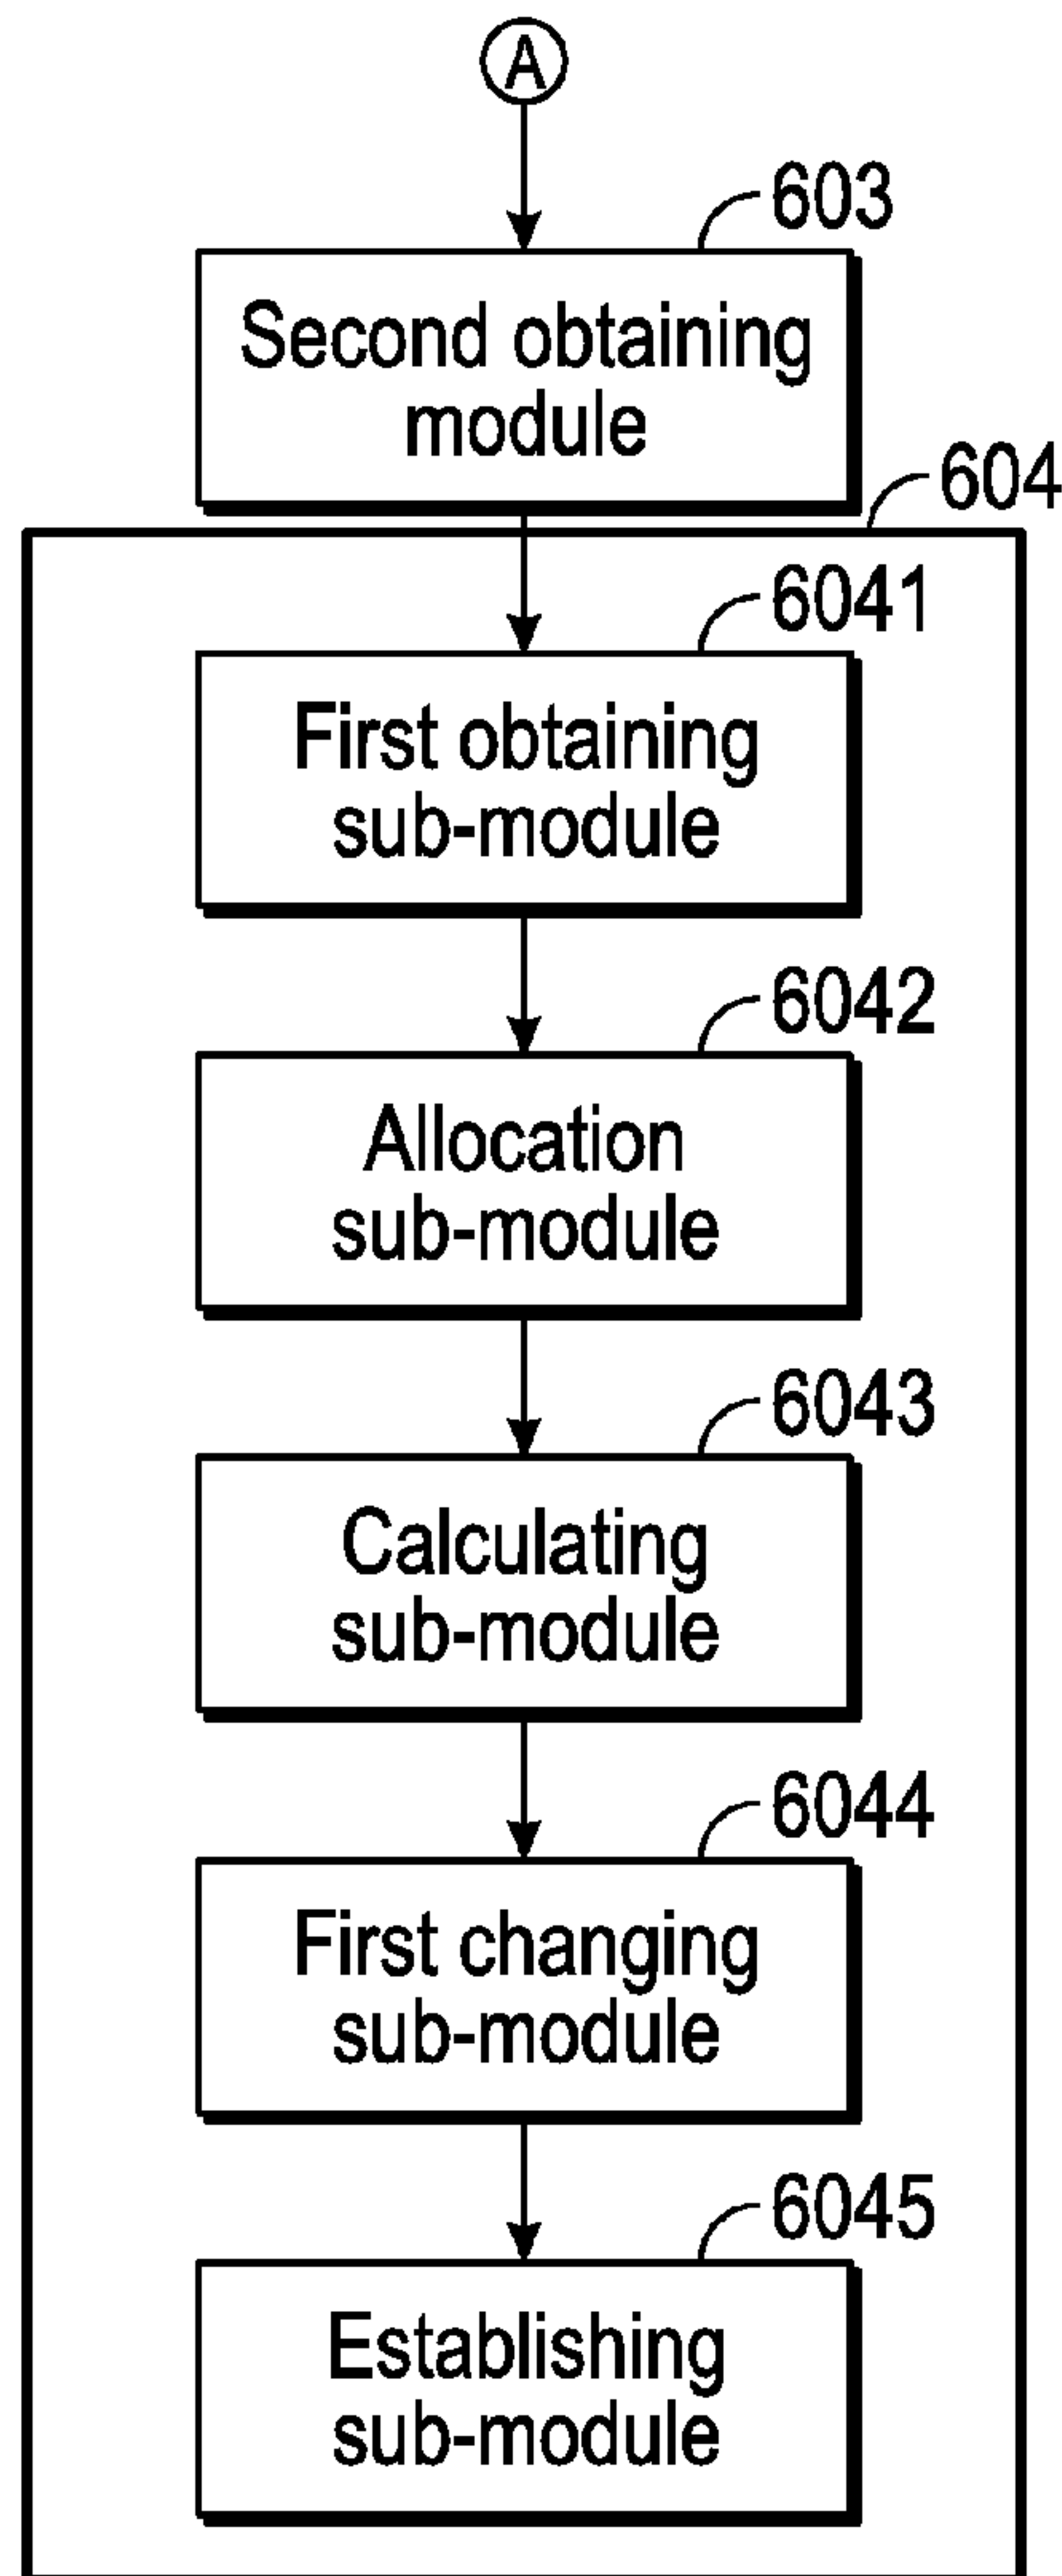 A
603
Second obtaining
module
604
6041
First obtaining
sub-module
6042
Allocation
sub-module
6043
Calculating
sub-module
6044
First changing
sub-module
6045
Establishing
sub-module